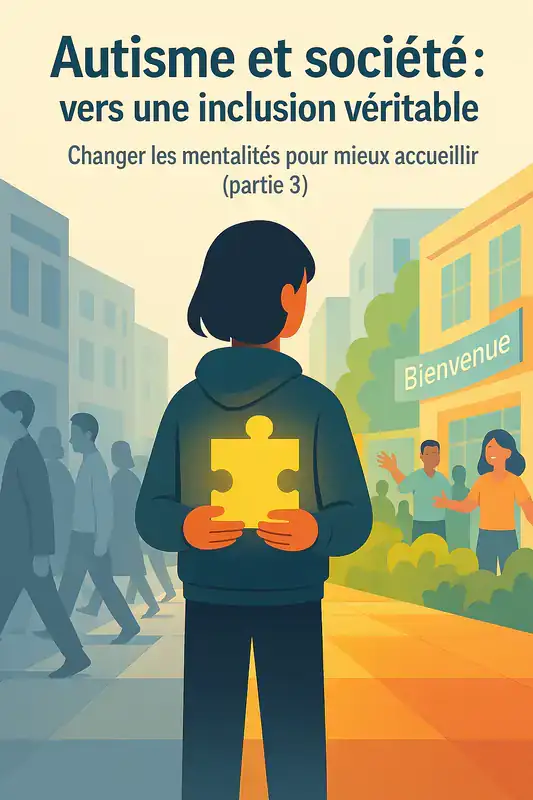 Autisme et société :
vers une inclusion véritable
Changer les mentalités pour mieux accueillir
(partie 3)
Bienvenue